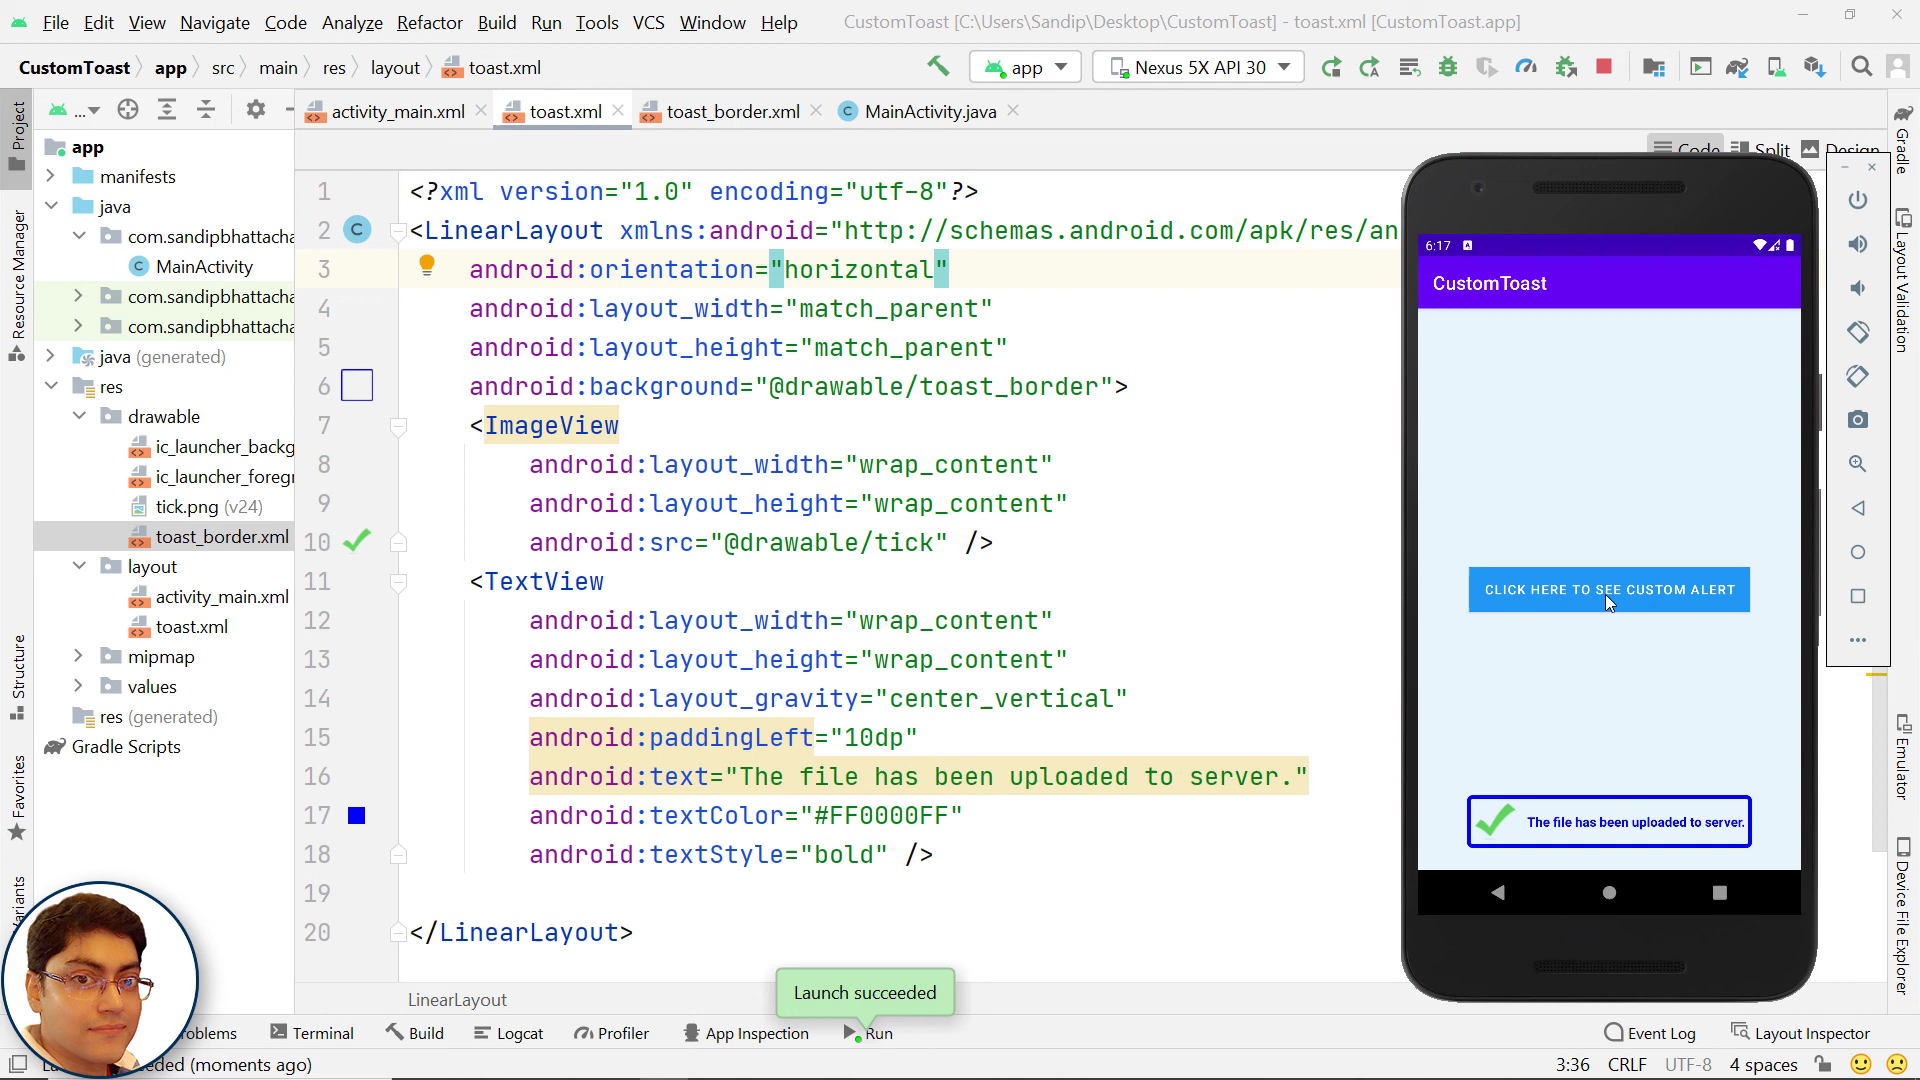 File Edit View Navigate Code Analyze Refactor Build Run Tools VCS Window Help CustomToast [C:\Users\Sandip\Desktop\CustomToast] - toast.xml [CustomToast.app]
CustomToast app src main res layout toast.xml app Nexus 5X API 30
... activity_main.xml toast.xml toast_border.xml MainActivity.java
Code Split Design
Project
Resource Manager
Structure
Favorites
app
manifests
java
com.sandipbhattacha
MainActivity
com.sandipbhattacha
com.sandipbhattacha
java (generated)
res
drawable
ic_launcher_backg
ic_launcher_foregr
tick.png (v24)
toast_border.xml
layout
activity_main.xml
toast.xml
mipmap
values
res (generated)
Gradle Scripts
1 <?xml version="1.0" encoding="utf-8"?>
2 <LinearLayout xmlns:android="http://schemas.android.com/apk/res/an
3 android:orientation="horizontal"
4 android:layout_width="match_parent"
5 android:layout_height="match_parent"
6 android:background="@drawable/toast_border">
7 <ImageView
8 android:layout_width="wrap_content"
9 android:layout_height="wrap_content"
10 android:src="@drawable/tick" />
11 <TextView
12 android:layout_width="wrap_content"
13 android:layout_height="wrap_content"
14 android:layout_gravity="center_vertical"
15 android:paddingLeft="10dp"
16 android:text="The file has been uploaded to server."
17 android:textColor="#FF0000FF"
18 android:textStyle="bold" />
19
20 </LinearLayout>
LinearLayout
6:17
CustomToast
CLICK HERE TO SEE CUSTOM ALERT
The file has been uploaded to server.
Gradle
Layout Validation
Emulator
Device File Explorer
Launch succeeded
Terminal Build Logcat Profiler App Inspection Run Event Log Layout Inspector
(moments ago) 3:36 CRLF UTF-8 4 spaces